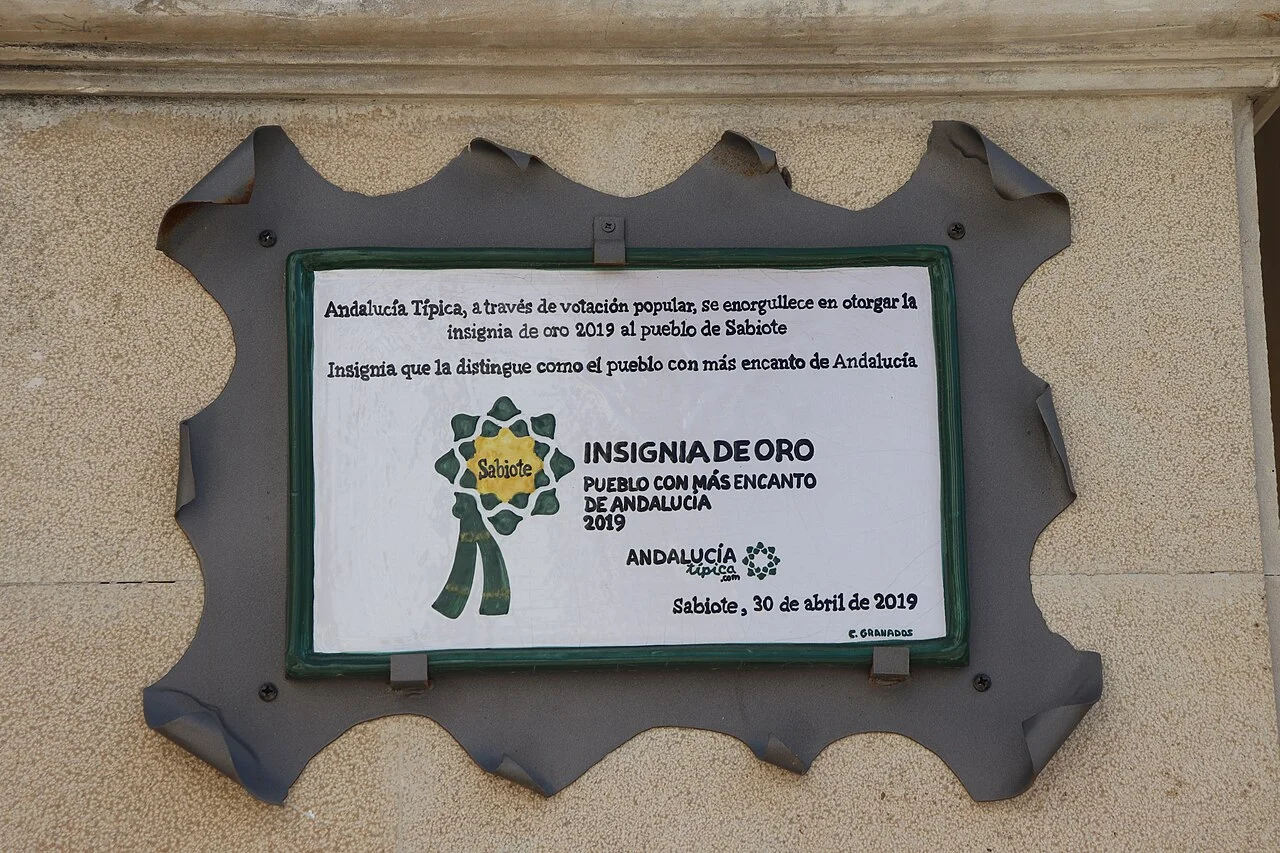 Andalucía Típica, a través de votación popular, se enorgullece en otorgar la
insignia de oro 2019 al pueblo de Sabiote
Insignia que la distingue como el pueblo con más encanto de Andalucía
Sabiote
INSIGNIA DE ORO
PUEBLO CON MÁS ENCANTO
DE ANDALUCÍA
2019
ANDALUCÍA
típica
.com
Sabiote, 30 de abril de 2019
C. GRANADOS